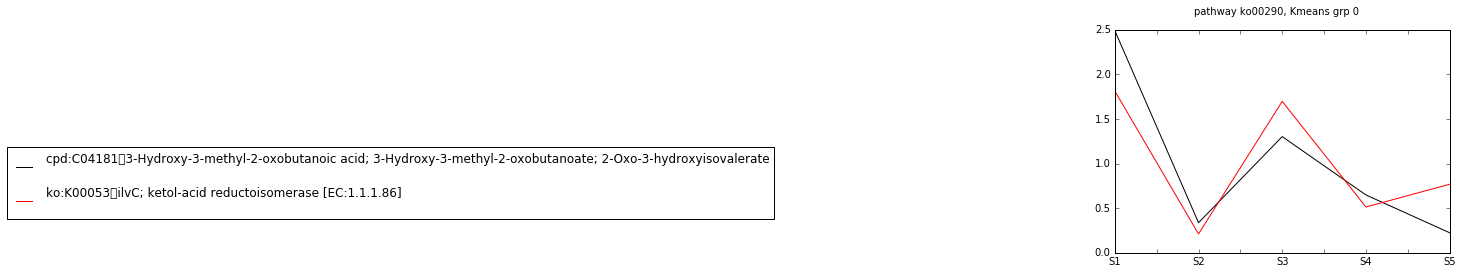 pathway ko00290, Kmeans grp 0
cpd:C04181▯3-Hydroxy-3-methyl-2-oxobutanoic acid; 3-Hydroxy-3-methyl-2-oxobutanoate; 2-Oxo-3-hydroxyisovalerate
ko:K00053▯ilvC; ketol-acid reductoisomerase [EC:1.1.1.86]
2.5
2.0
1.5
1.0
0.5
0.0
S1 S2 S3 S4 S5